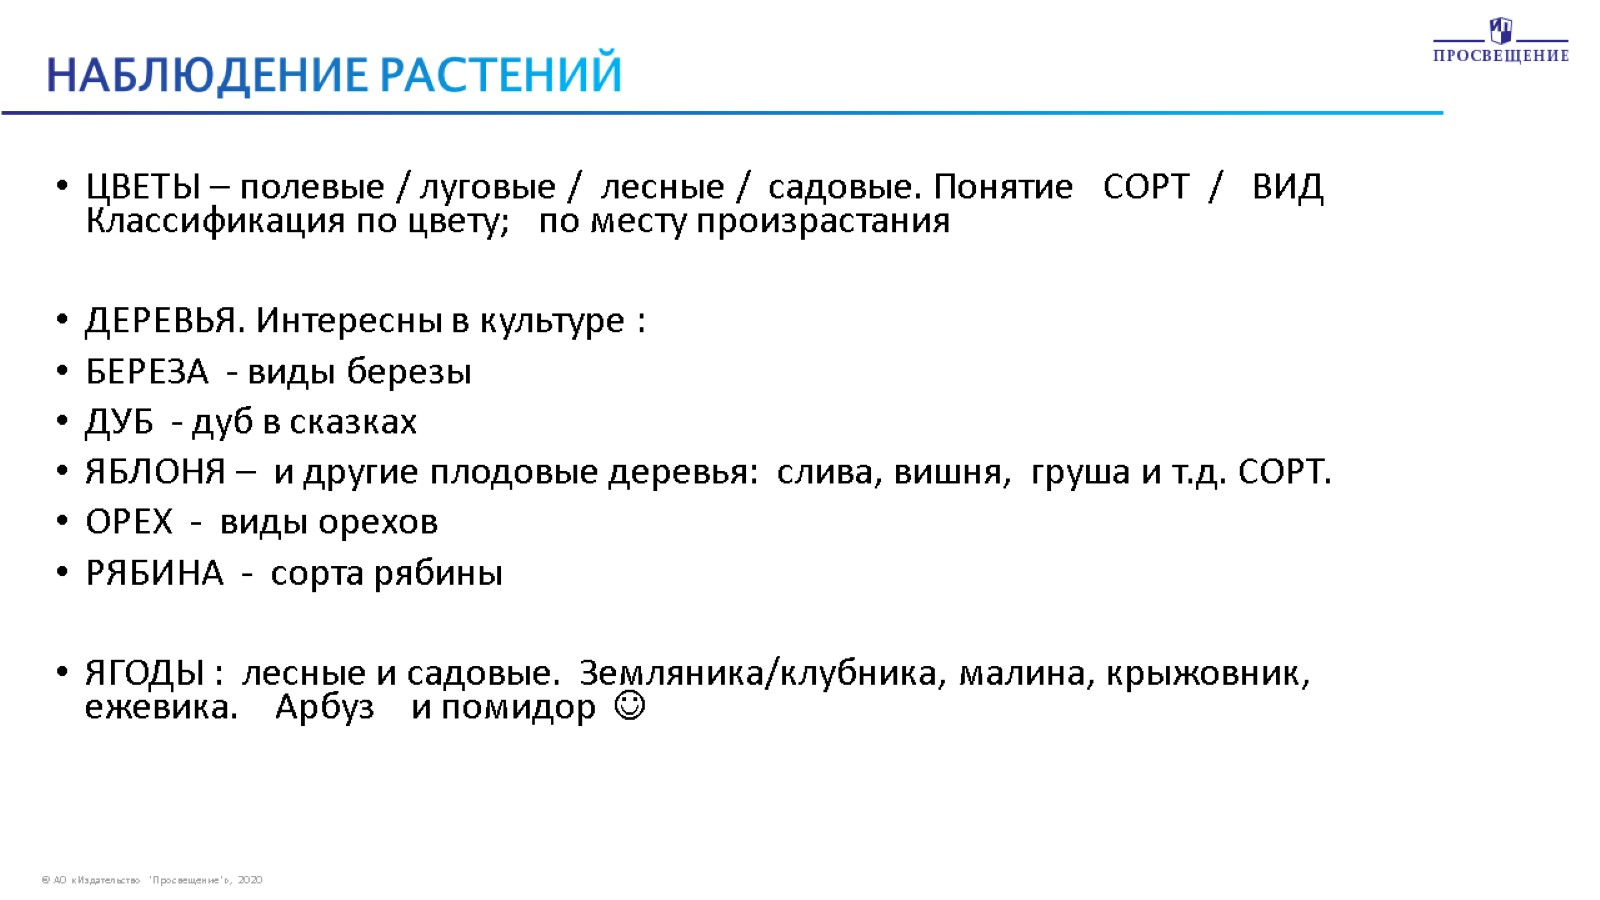 НАБЛЮДЕНИЕ РАСТЕНИЙ
ИП
ПРОСВЕЩЕНИЕ
• ЦВЕТЫ – полевые / луговые / лесные / садовые. Понятие СОРТ / ВИД
Классификация по цвету; по месту произрастания
• ДЕРЕВЬЯ. Интересны в культуре :
• БЕРЕЗА - виды березы
• ДУБ - дуб в сказках
• ЯБЛОНЯ – и другие плодовые деревья: слива, вишня, груша и т.д. СОРТ.
• ОРЕХ - виды орехов
• РЯБИНА - сорта рябины
• ЯГОДЫ : лесные и садовые. Земляника/клубника, малина, крыжовник,
ежевика. Арбуз и помидор ☺
© АО «Издательство "Просвещение"», 2020